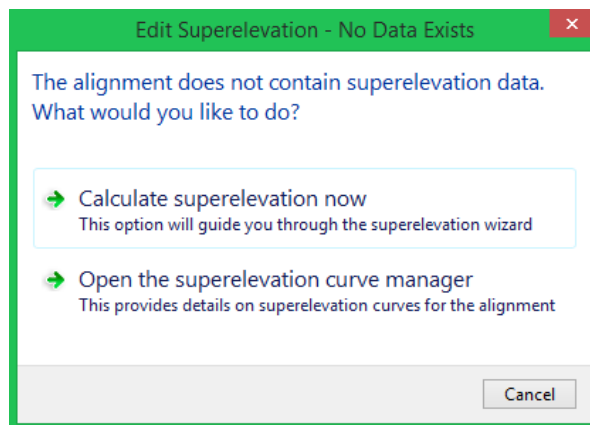 Edit Superelevation - No Data Exists
The alignment does not contain superelevation data.
What would you like to do?
Calculate superelevation now
This option will guide you through the superelevation wizard
Open the superelevation curve manager
This provides details on superelevation curves for the alignment
Cancel